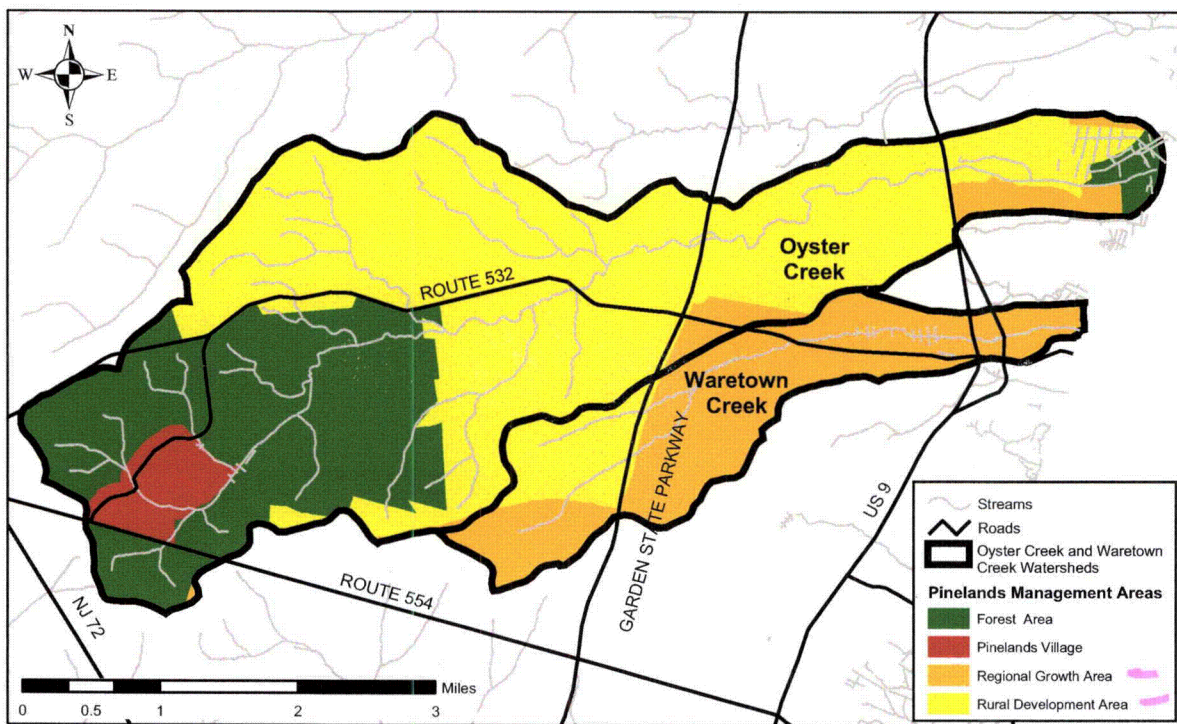 N
W E
S
ROUTE 532
Oyster
Creek
Waretown
Creek
GARDEN STATE PARKWAY
US 9
ROUTE 554
NJ 72
Miles
0 0.5 1 2 3
Streams
Roads
Oyster Creek and Waretown
Creek Watersheds
Pinelands Management Areas
Forest Area
Pinelands Village
Regional Growth Area
Rural Development Area